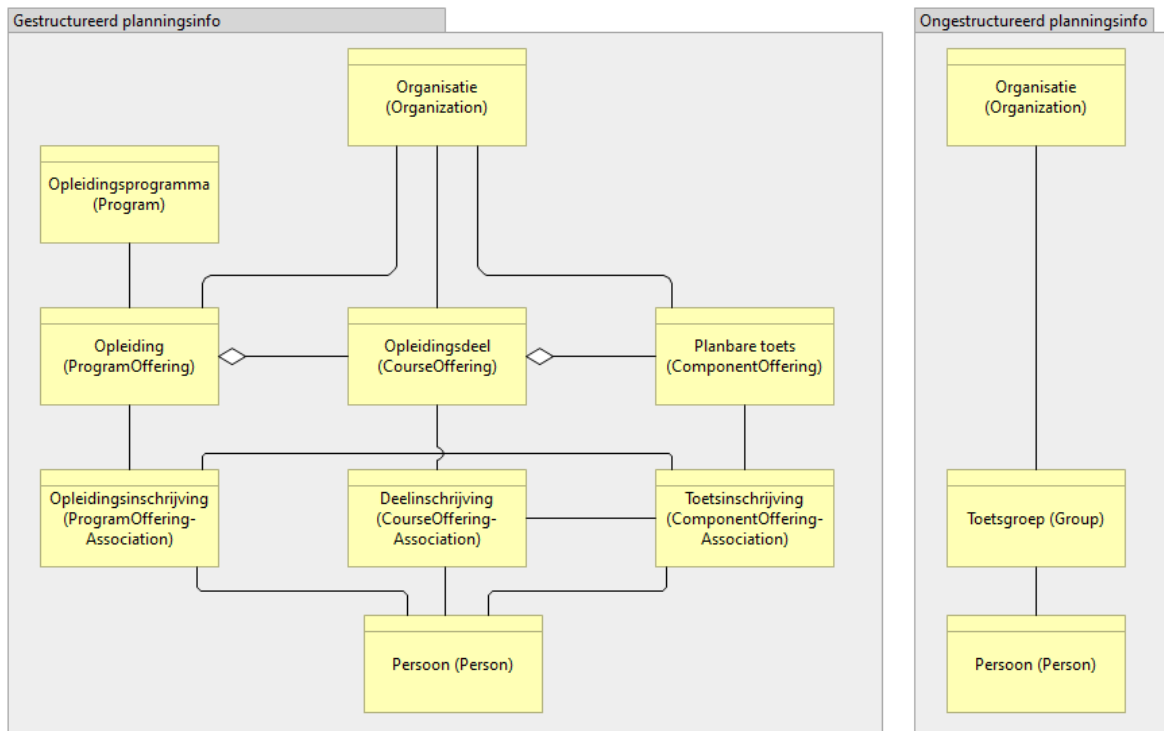 Gestructureerd planningsinfo
Organisatie
(Organization)
Opleidingsprogramma
(Program)
Opleiding
(ProgramOffering)
Opleidingsdeel
(CourseOffering)
Planbare toets
(ComponentOffering)
Opleidingsinschrijving
(ProgramOffering-
Association)
Deelinschrijving
(CourseOffering-
Association)
Toetsinschrijving
(ComponentOffering-
Association)
Persoon (Person)
Ongestructureerd planningsinfo
Organisatie
(Organization)
Toetsgroep (Group)
Persoon (Person)